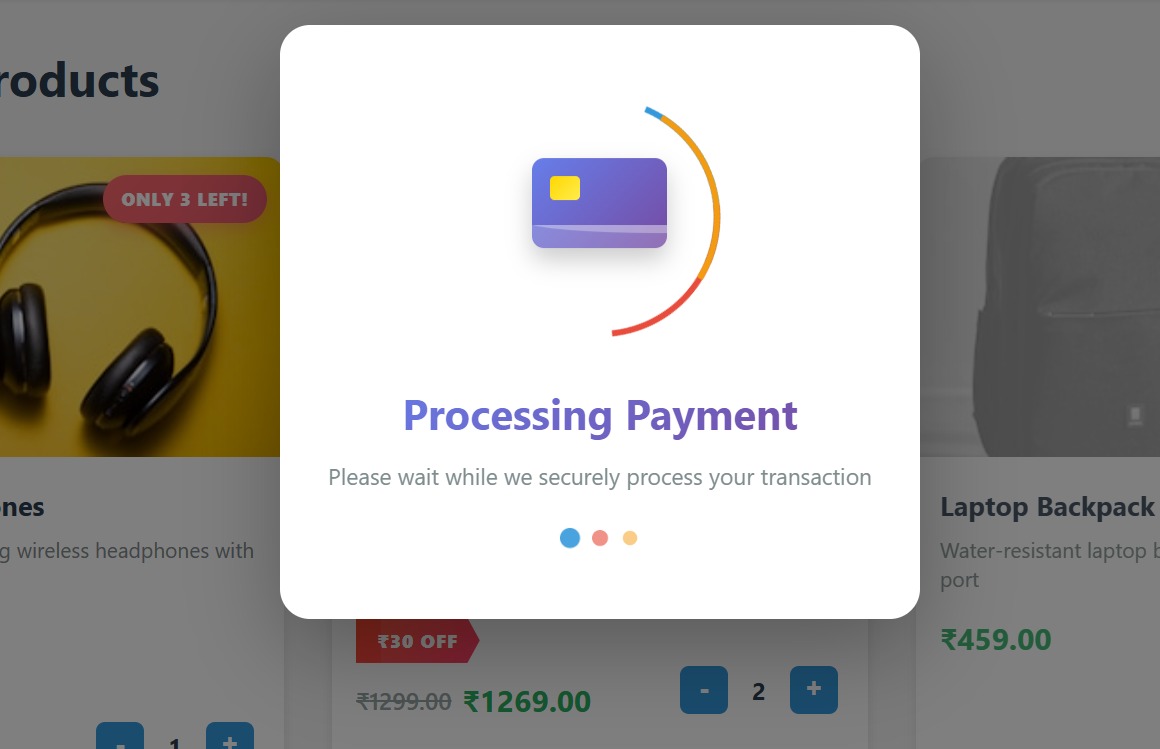 roducts
ONLY 3 LEFT!
Processing Payment
Please wait while we securely process your transaction
nes
Laptop Backpack
g wireless headphones with
Water-resistant laptop
port
₹30 OFF
₹459.00
₹1299.00 ₹1269.00
- 2 +
- 1 +